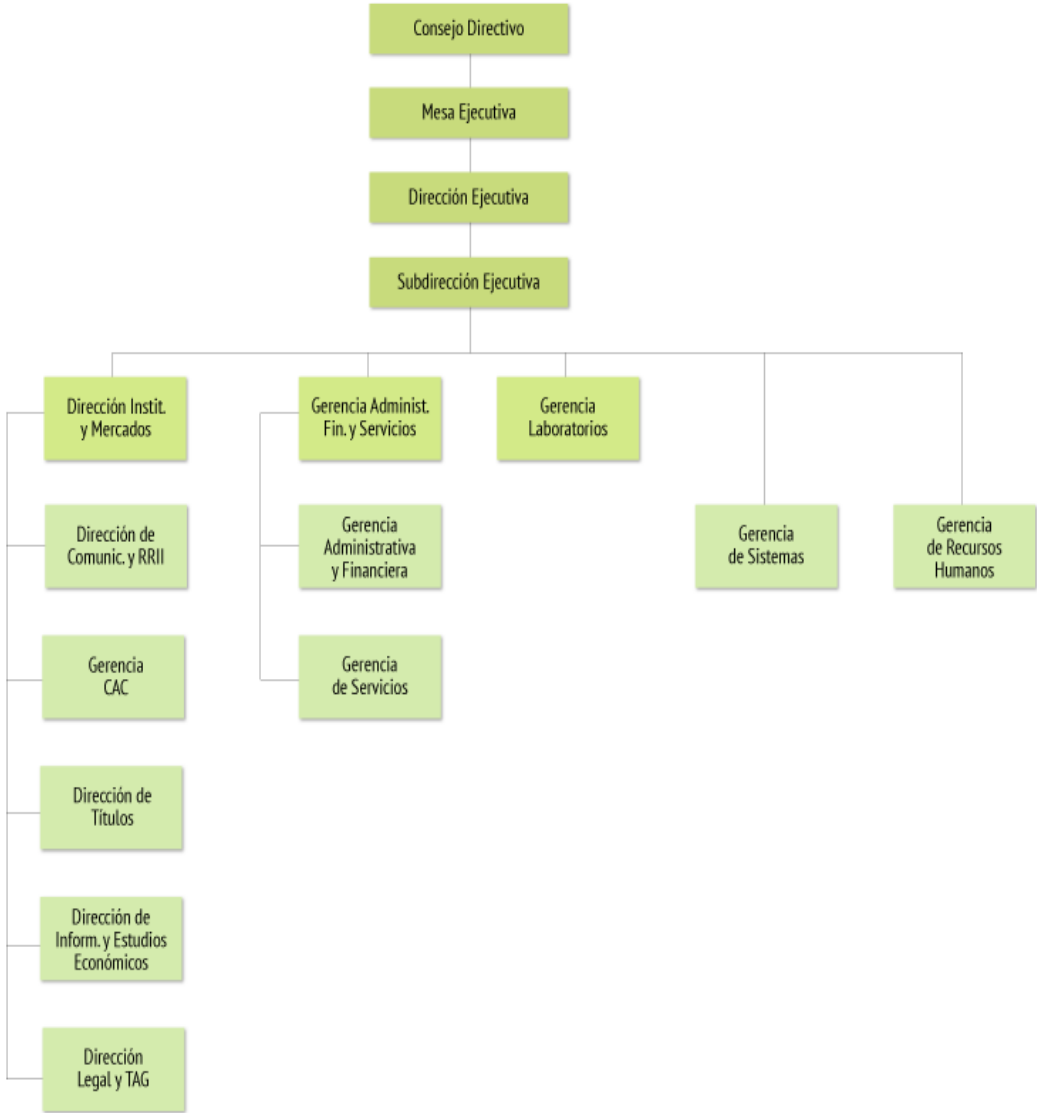 Consejo Directivo
Mesa Ejecutiva
Dirección Ejecutiva
Subdirección Ejecutiva
Dirección Instit.
y Mercados
Gerencia Administ.
Fin. y Servicios
Gerencia
Laboratorios
Dirección de
Comunic. y RRII
Gerencia
Administrativa
y Financiera
Gerencia
de Sistemas
Gerencia
de Recursos
Humanos
Gerencia
CAC
Gerencia
de Servicios
Dirección de
Títulos
Dirección de
Inform. y Estudios
Económicos
Dirección
Legal y TAG